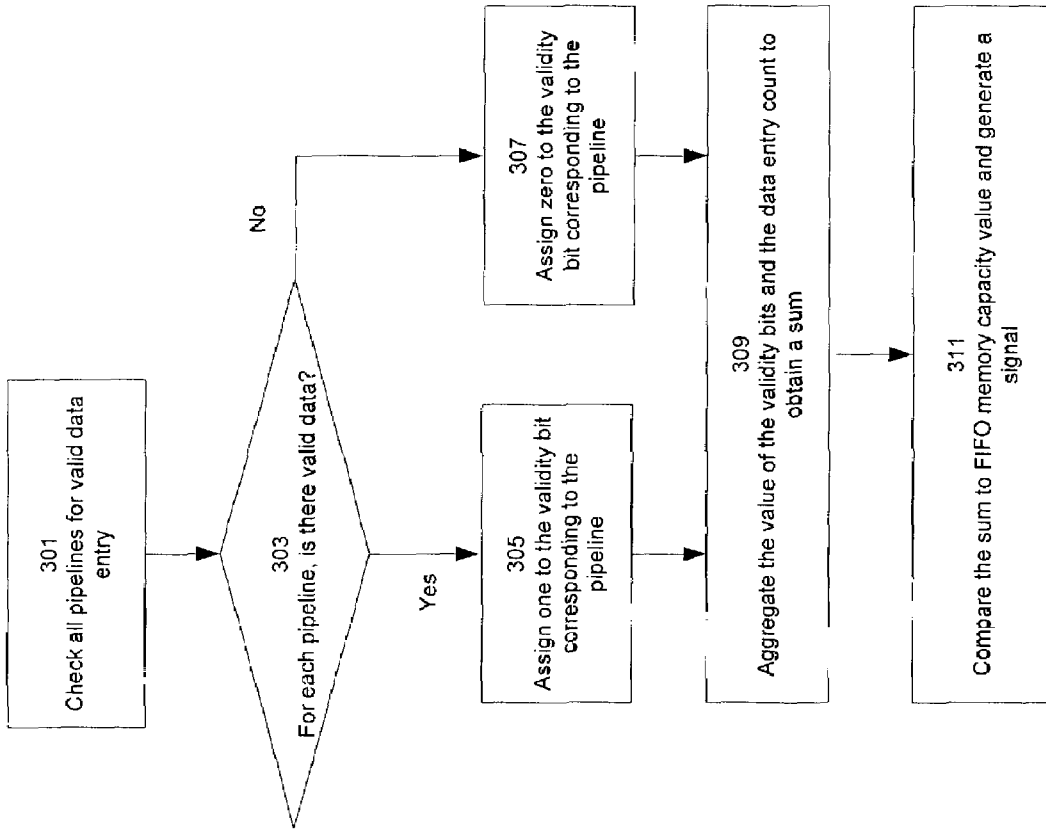 301
Check all pipelines for valid data
entry
303
For each pipeline, is there valid data?
No
Yes
305
Assign one to the validity bit
corresponding to the
pipeline
307
Assign zero to the validity
bit corresponding to the
pipeline
309
Aggregate the value of the validity bits and the data entry count to
obtain a sum
311
Compare the sum to FIFO memory capacity value and generate a
signal